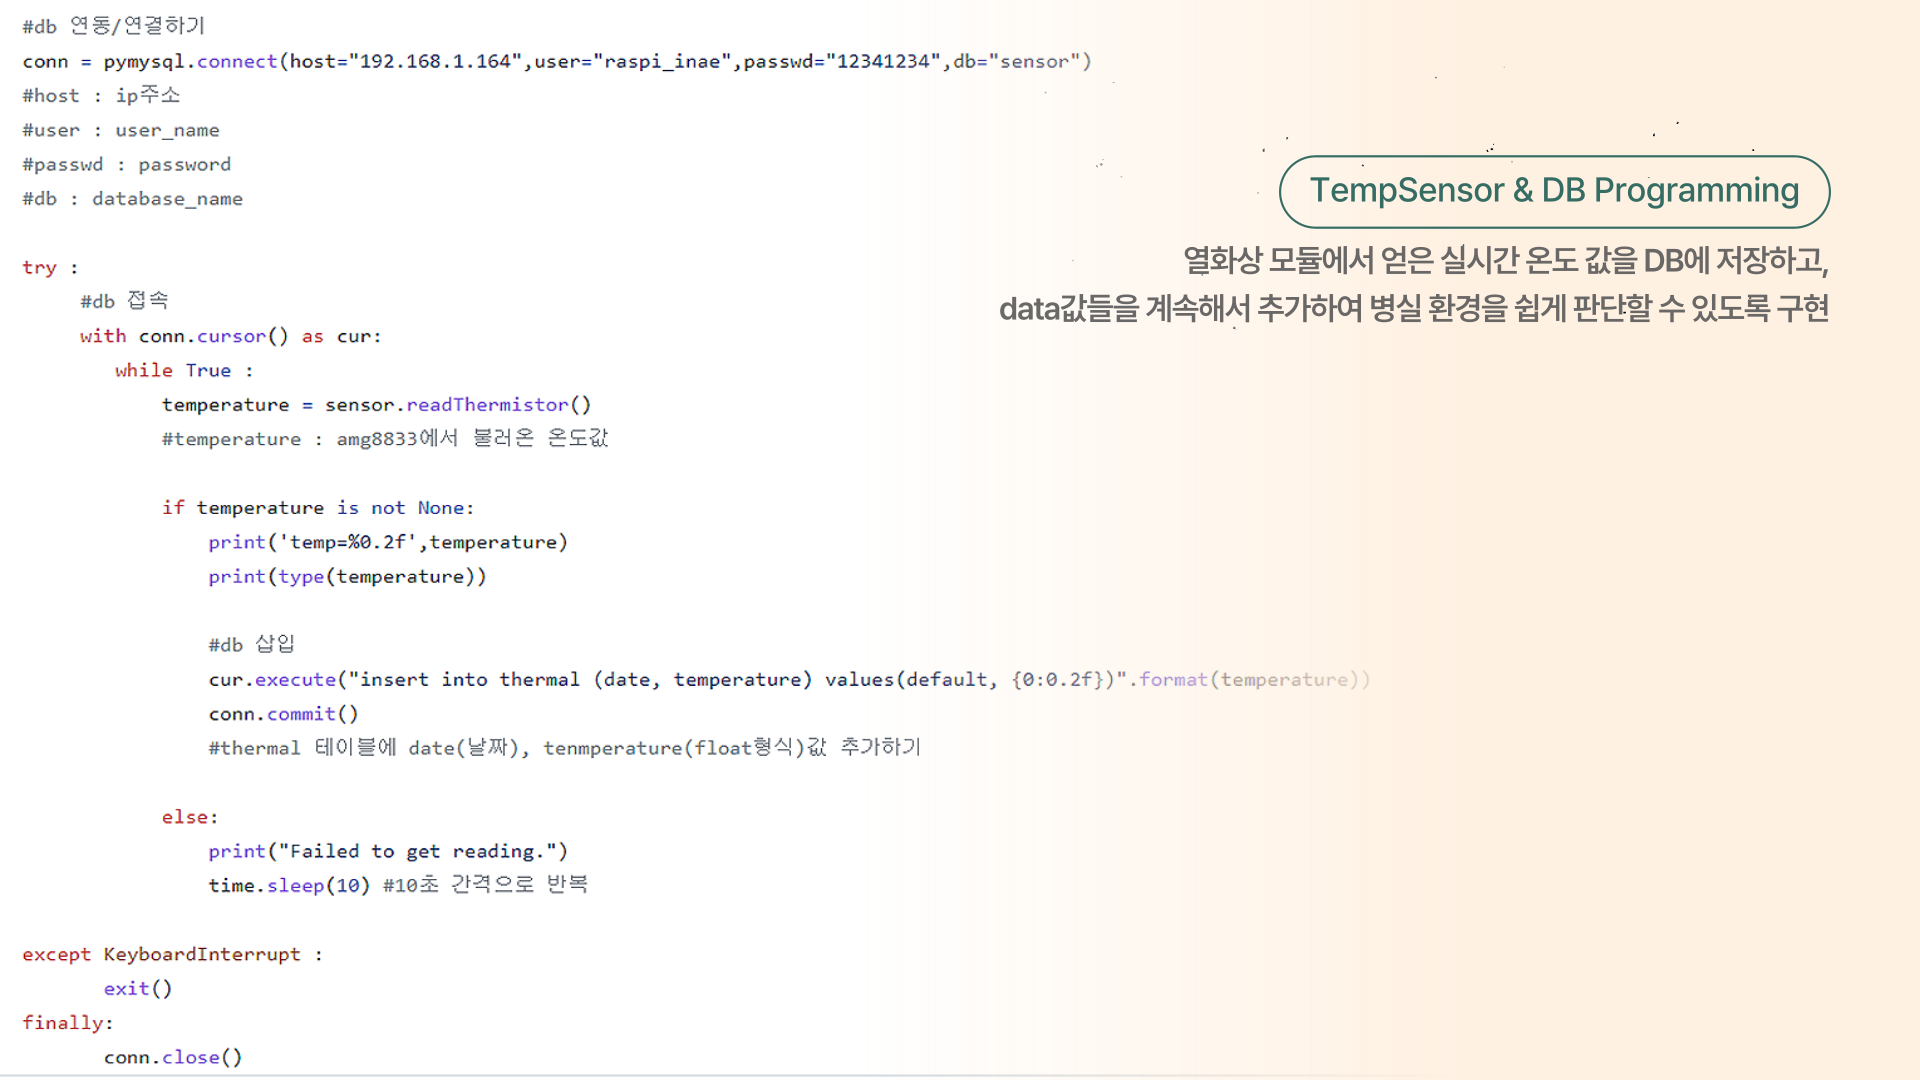 #db 연동/연결하기
conn = pymysql.connect(host="192.168.1.164",user="raspi_inae",passwd="12341234",db="sensor")
#host : ip주소
#user : user_name
#passwd : password
#db : database_name
try :
#db 접속
with conn.cursor() as cur:
while True :
temperature = sensor.readThermistor()
#temperature : amg8833에서 불러온 온도값
if temperature is not None:
print('temp=%0.2f',temperature)
print(type(temperature))
#db 삽입
cur.execute("insert into thermal (date, temperature) values(default, {0:0.2f})".format(temperature))
conn.commit()
#thermal 테이블에 date(날짜), tenmperature(float형식)값 추가하기
else:
print("Failed to get reading.")
time.sleep(10) #10초 간격으로 반복
except KeyboardInterrupt :
exit()
finally:
conn.close()
TempSensor & DB Programming
열화상 모듈에서 얻은 실시간 온도 값을 DB에 저장하고,
data값들을 계속해서 추가하여 병실 환경을 쉽게 판단할 수 있도록 구현